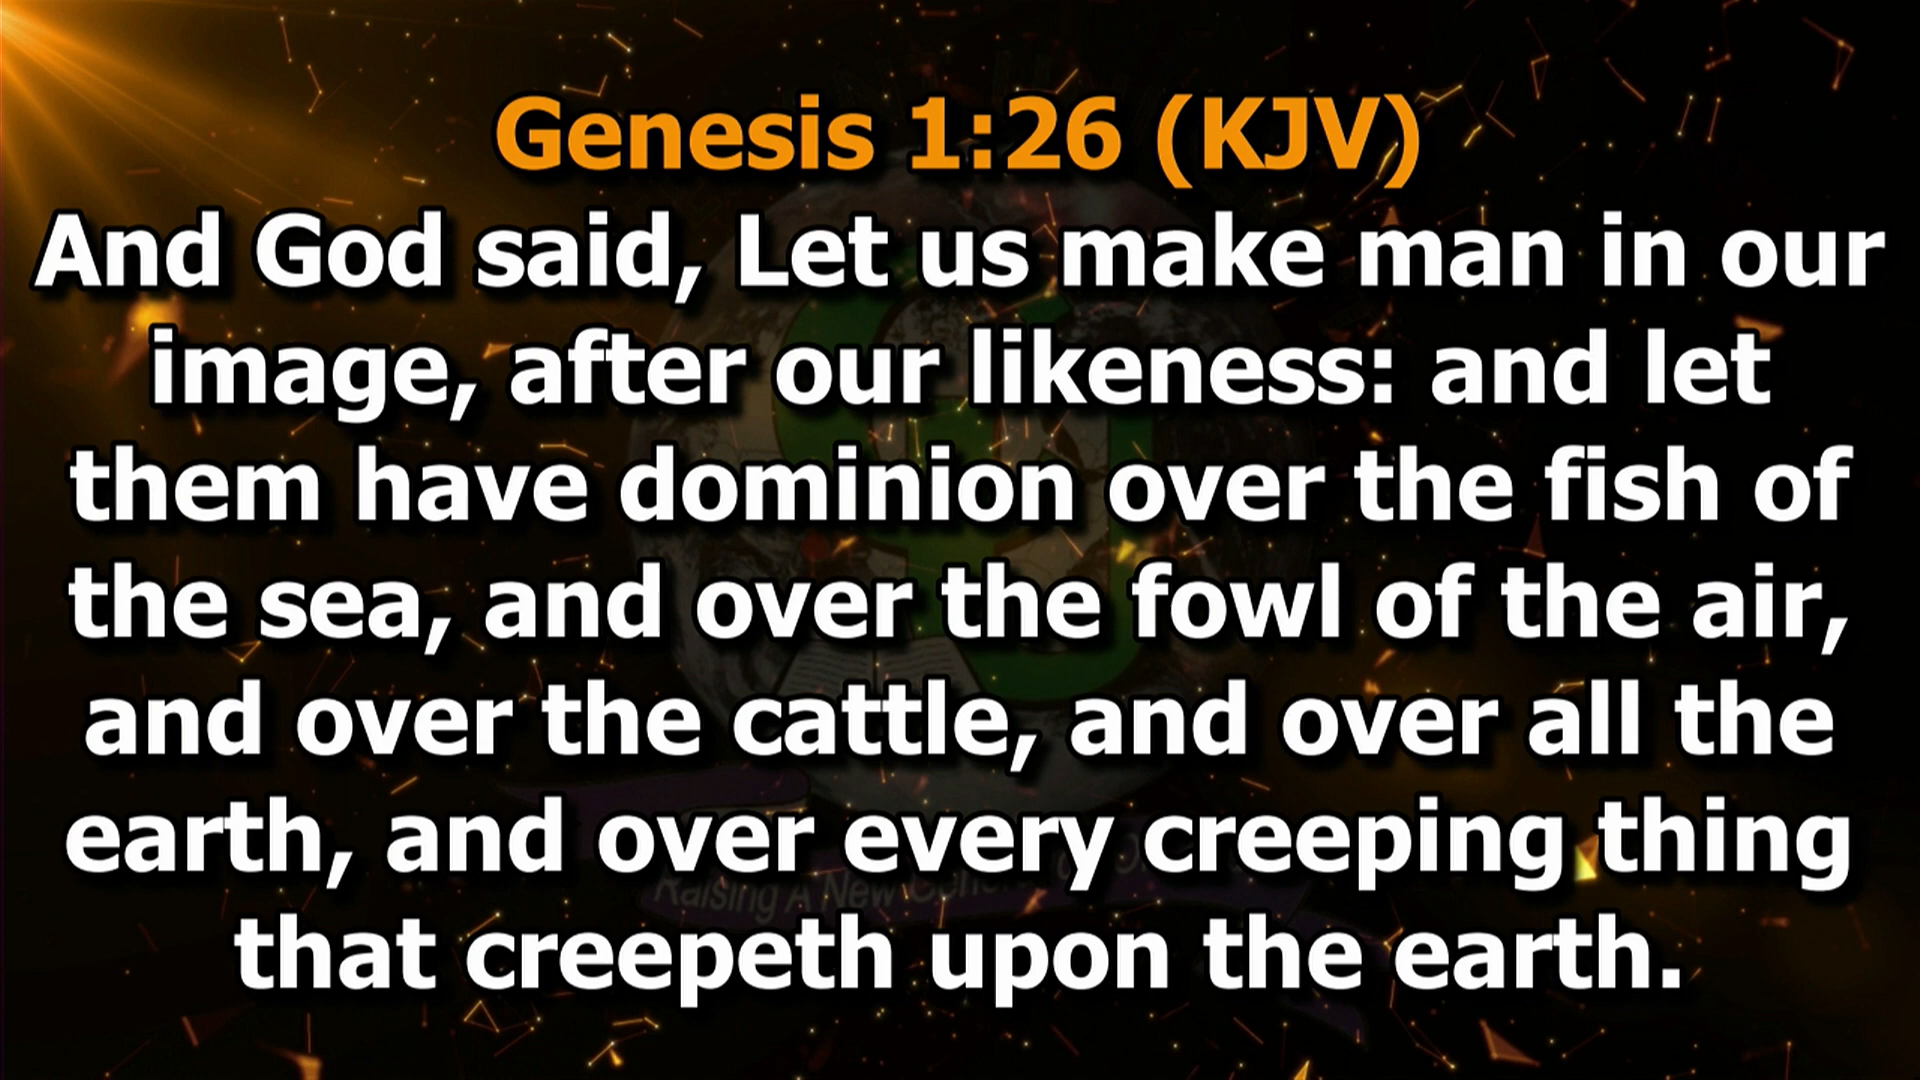 Genesis 1:26 (KJV)
And God said, Let us make man in our
image, after our likeness: and let
them have dominion over the fish of
the sea, and over the fowl of the air,
and over the cattle, and over all the
earth, and over every creeping thing
Raising A New
that creepeth upon the earth.